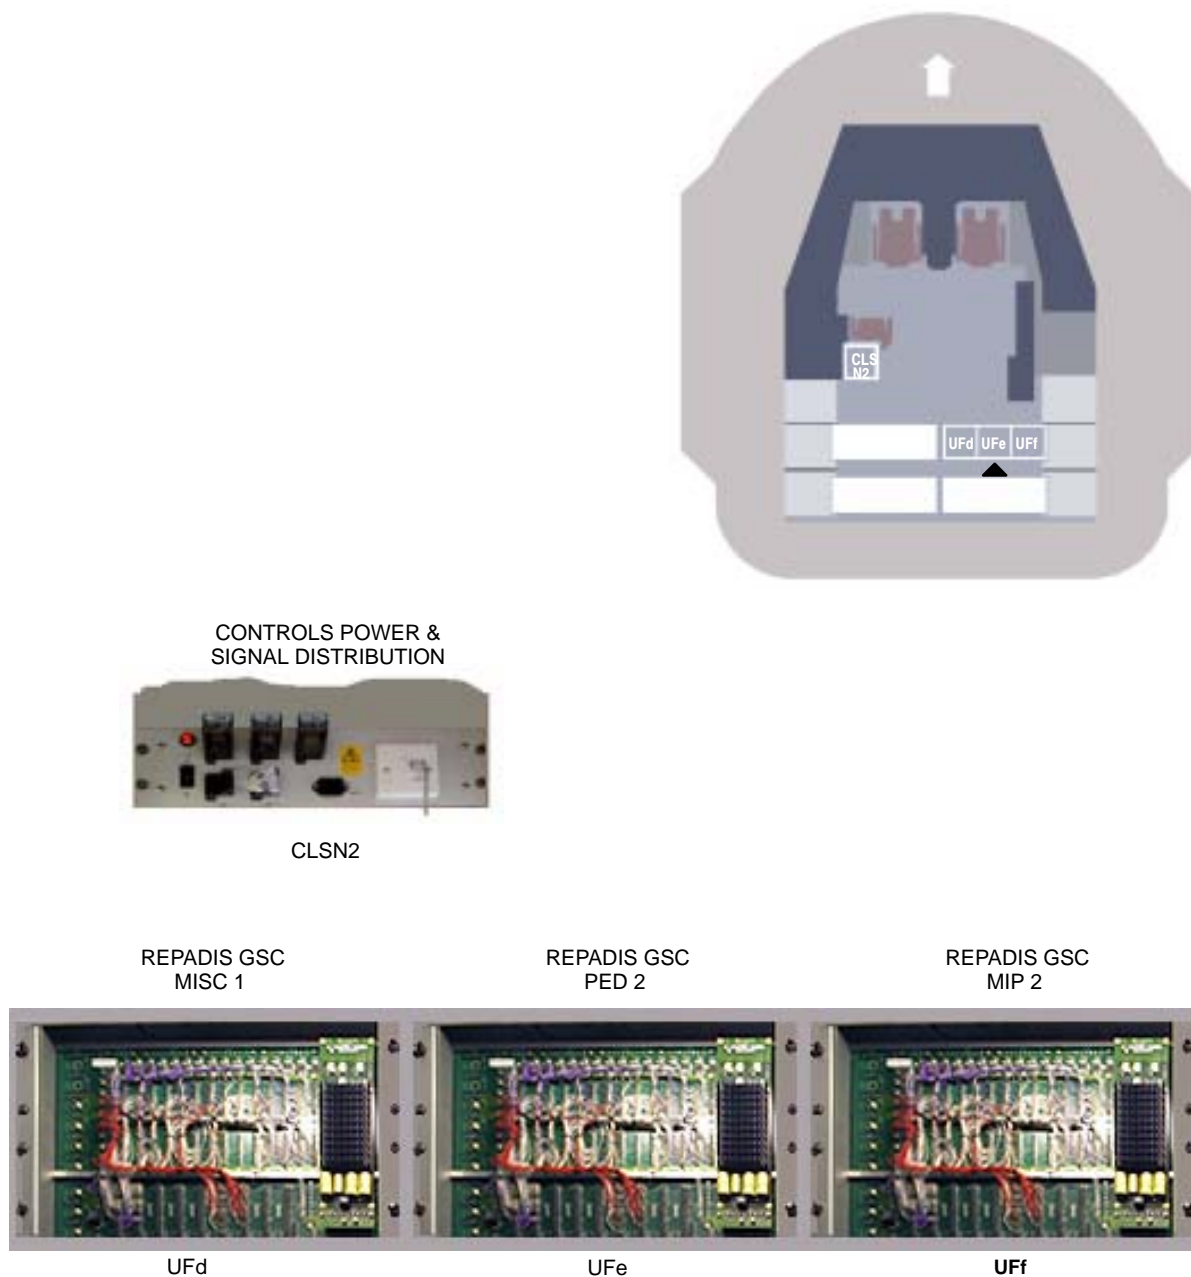 CLS
N2
UFd UFe UFf
CONTROLS POWER &
SIGNAL DISTRIBUTION
CLSN2
REPADIS GSC
MISC 1
REPADIS GSC
PED 2
REPADIS GSC
MIP 2
UFd
UFe
UFf